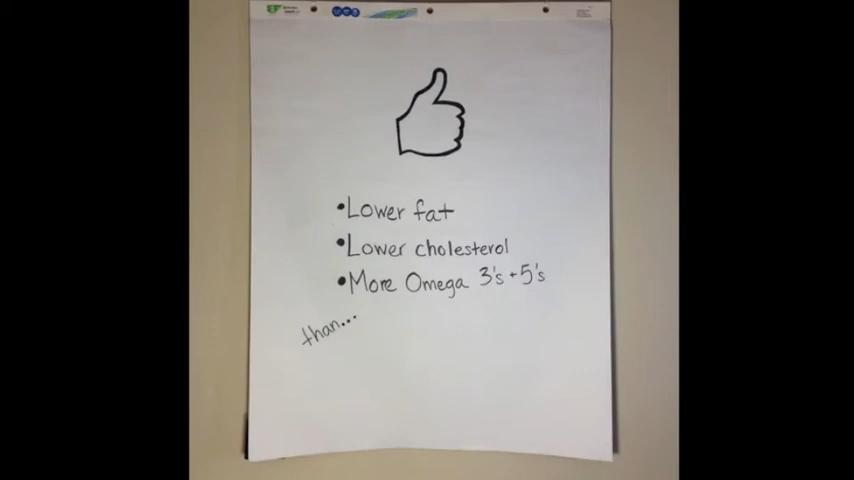 •Lower fat
•Lower cholesterol
•More Omega 3's + 5's
than...